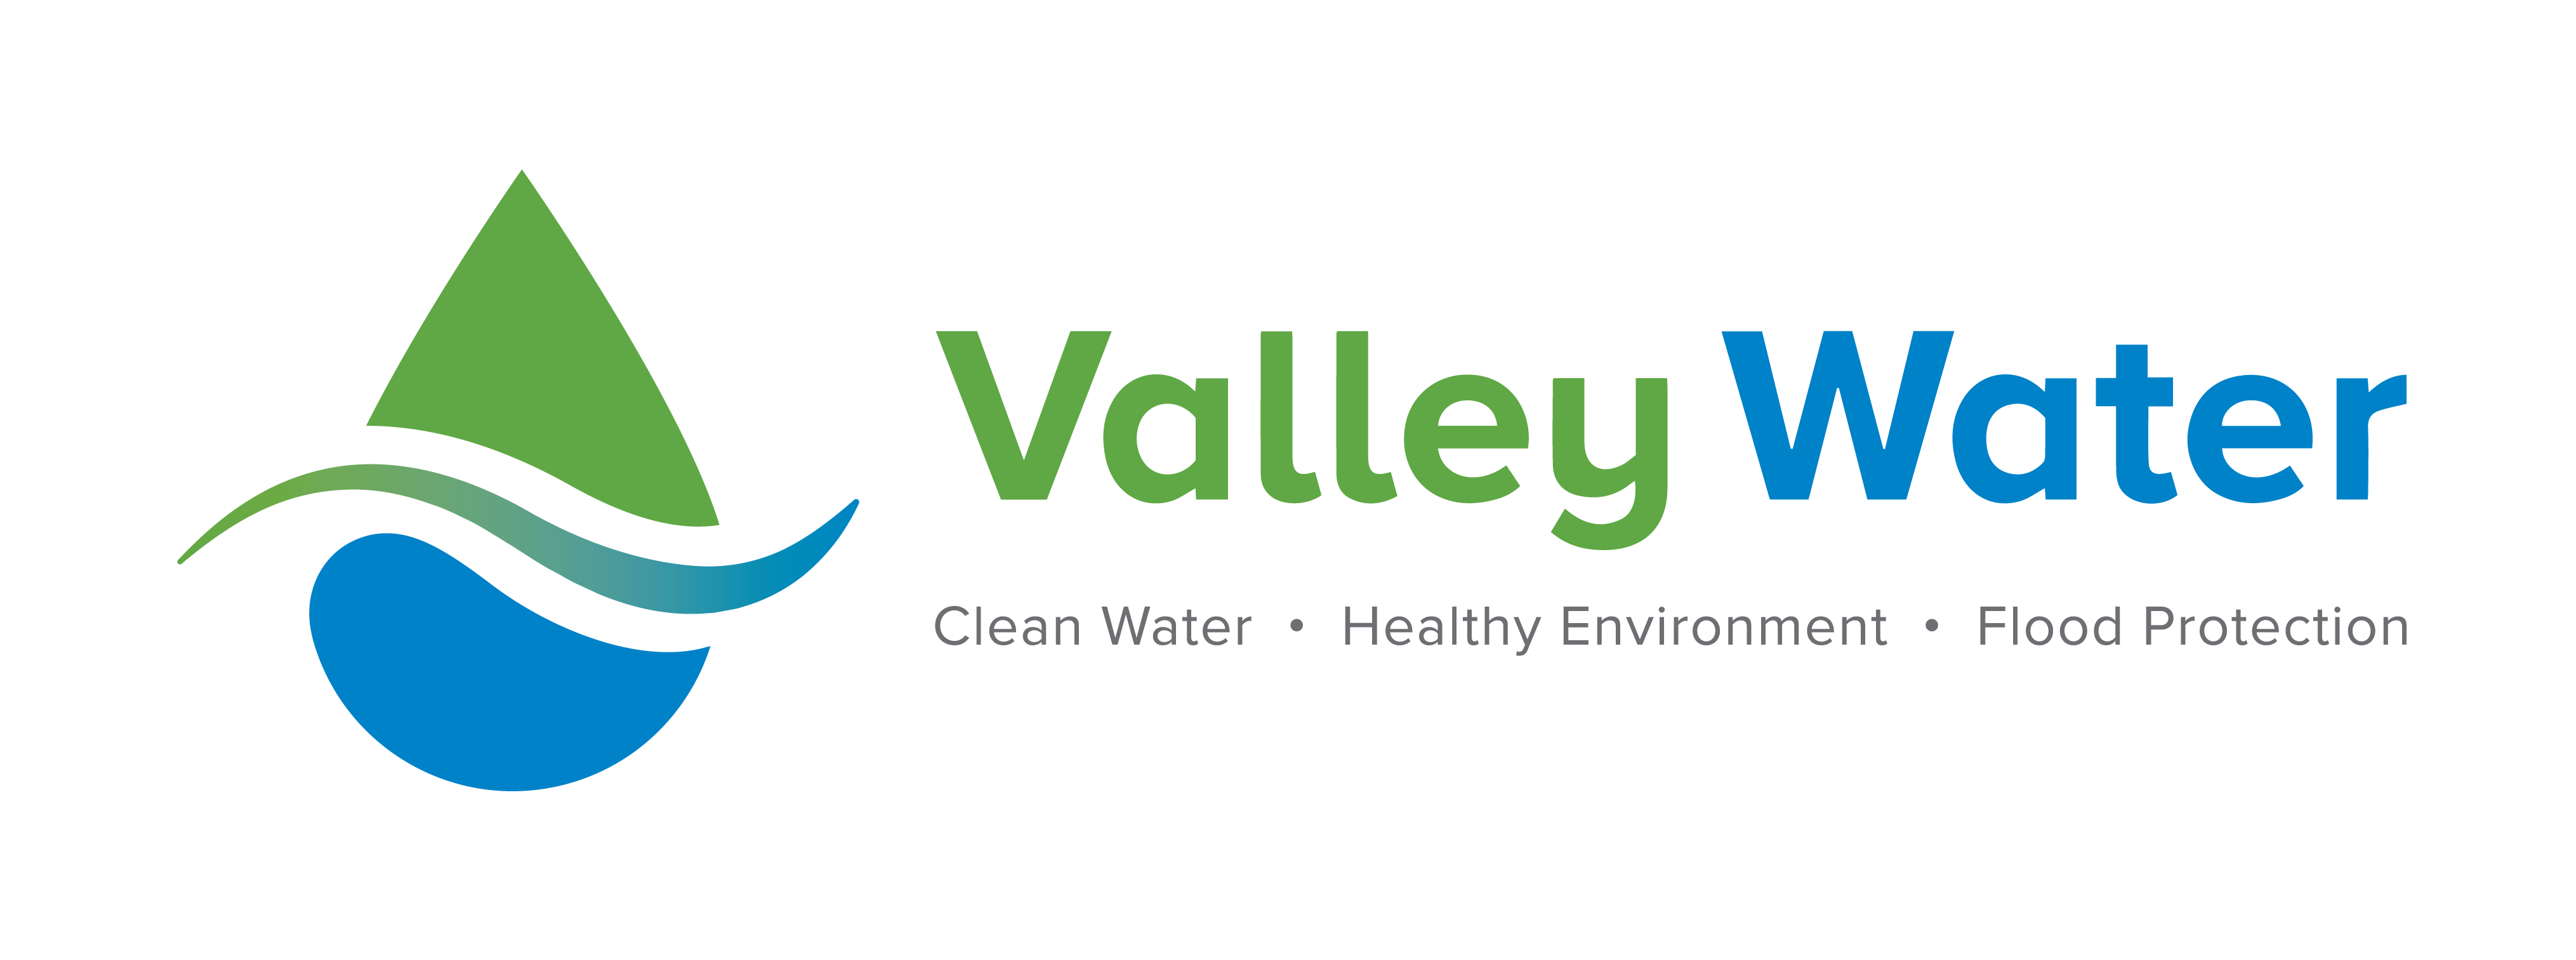 Valley Water
Clean Water • Healthy Environment • Flood Protection